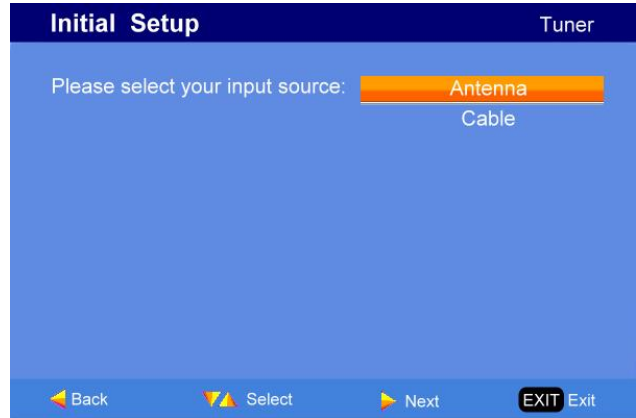 Initial Setup Tuner
Please select your input source: Antenna
Cable
Back Select Next EXIT Exit